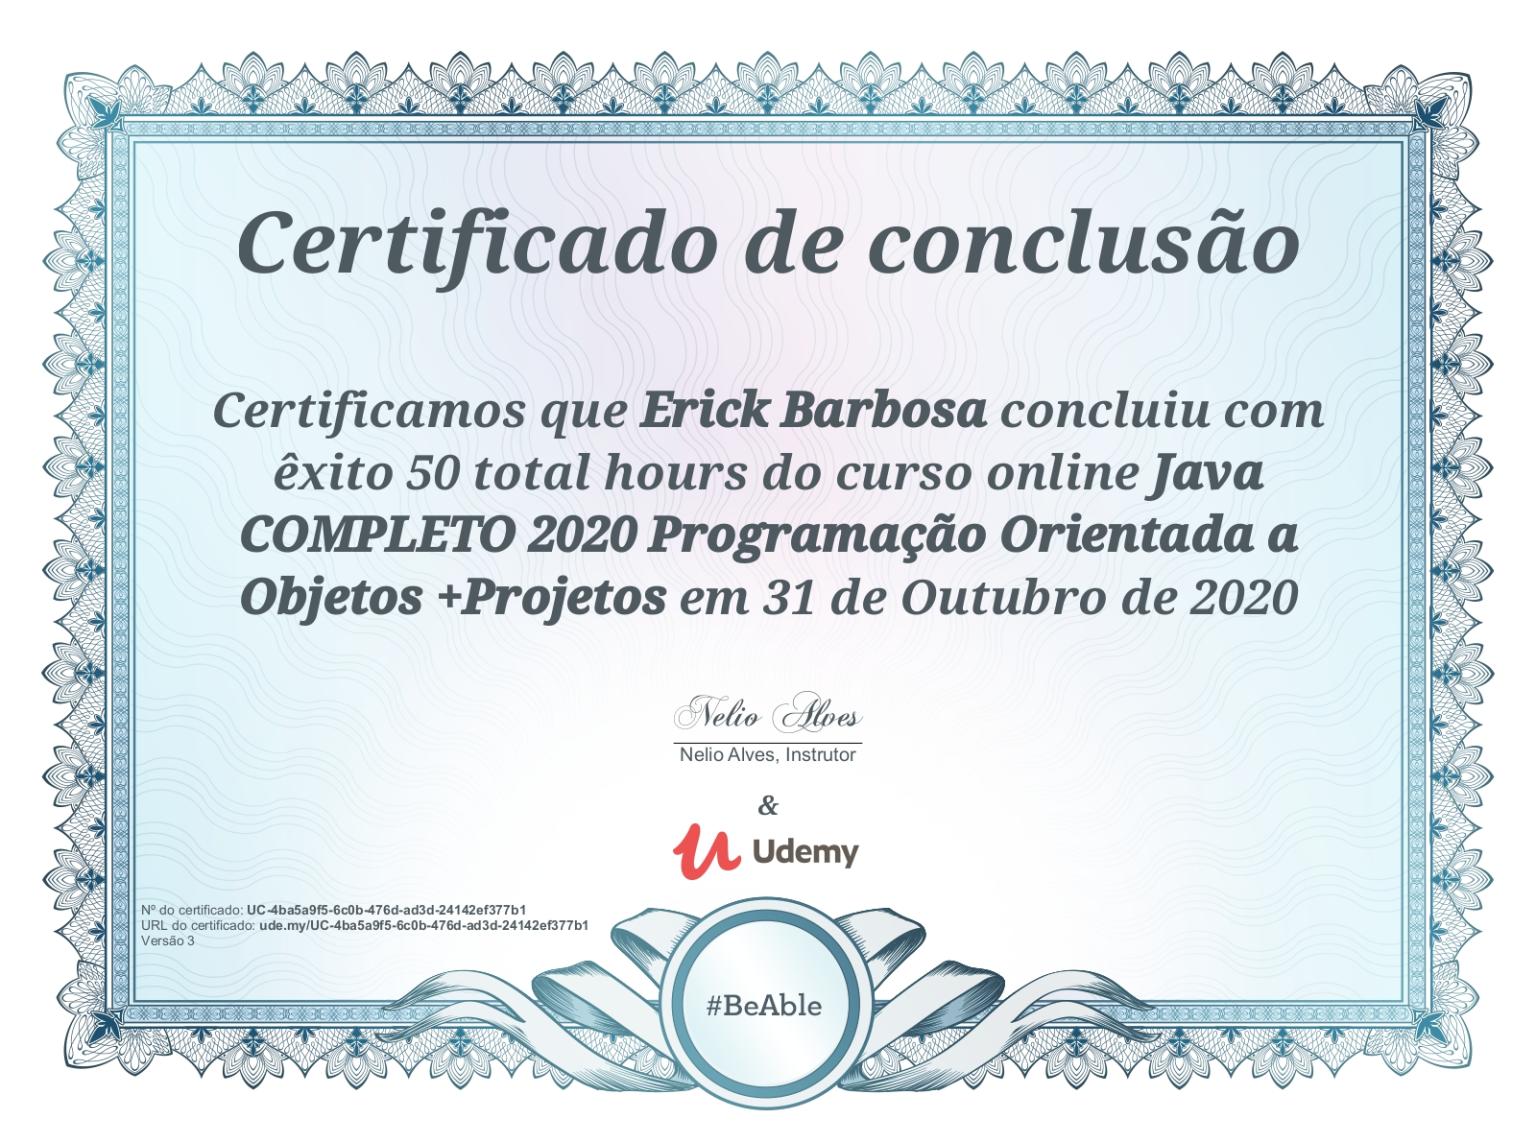 Certificado de conclusão
Certificamos que Erick Barbosa concluiu com
êxito 50 total hours do curso online Java
COMPLETO 2020 Programação Orientada a
Objetos +Projetos em 31 de Outubro de 2020
Nelio Alves
Nelio Alves, Instrutor
&
Udemy
Nº do certificado: UC-4ba5a9f5-6c0b-476d-ad3d-24142ef377b1
URL do certificado: ude.my/UC-4ba5a9f5-6c0b-476d-ad3d-24142ef377b1
Versão 3
#BeAble